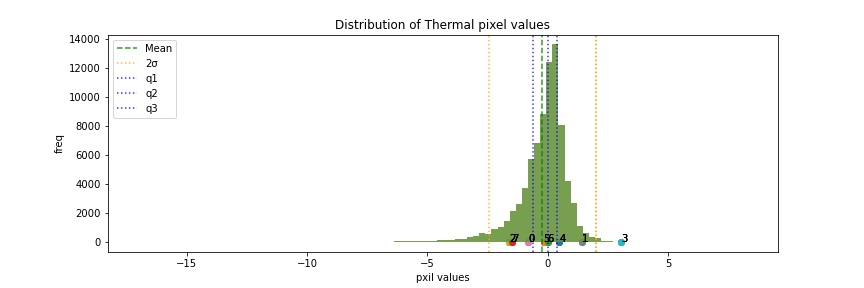 Distribution of Thermal pixel values
Mean
2σ
q1
q2
q3
freq
14000
12000
10000
8000
6000
4000
2000
0
2 7 0 5 6 4 1 3
−15 −10 −5 0 5
pxil values